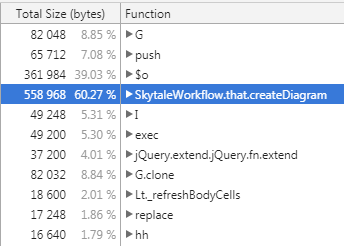 Total Size (bytes) Function
82 048 8.85 % ▶G
65 712 7.08 % ▶push
361 984 39.03 % ▶$o
558 968 60.27 % ▶SkytaleWorkflow.that.createDiagram
49 248 5.31 % ▶I
49 200 5.30 % ▶exec
37 200 4.01 % ▶jQuery.extend.jQuery.fn.extend
82 032 8.84 % ▶G.clone
18 600 2.01 % ▶Lt._refreshBodyCells
17 248 1.86 % ▶replace
16 640 1.79 % ▶hh